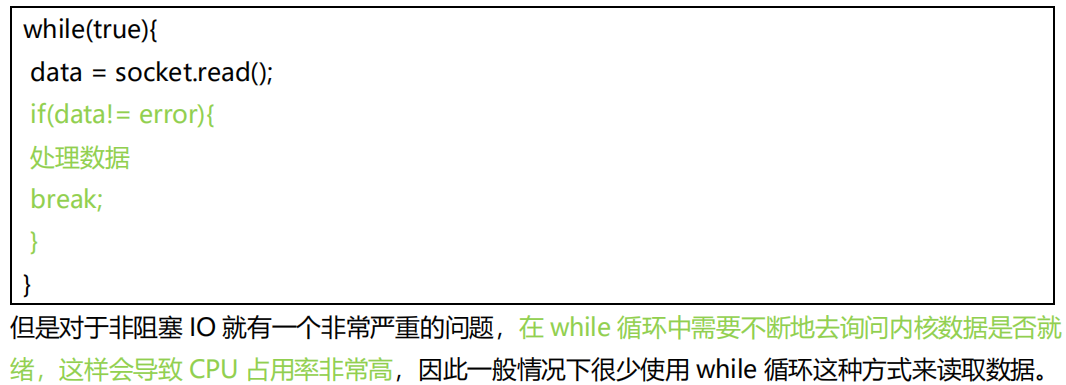 while(true){
data = socket.read();
if(data!= error){
处理数据
break;
}
}
但是对于非阻塞 IO 就有一个非常严重的问题，在 while 循环中需要不断地去询问内核数据是否就
绪，这样会导致 CPU 占用率非常高，因此一般情况下很少使用 while 循环这种方式来读取数据。